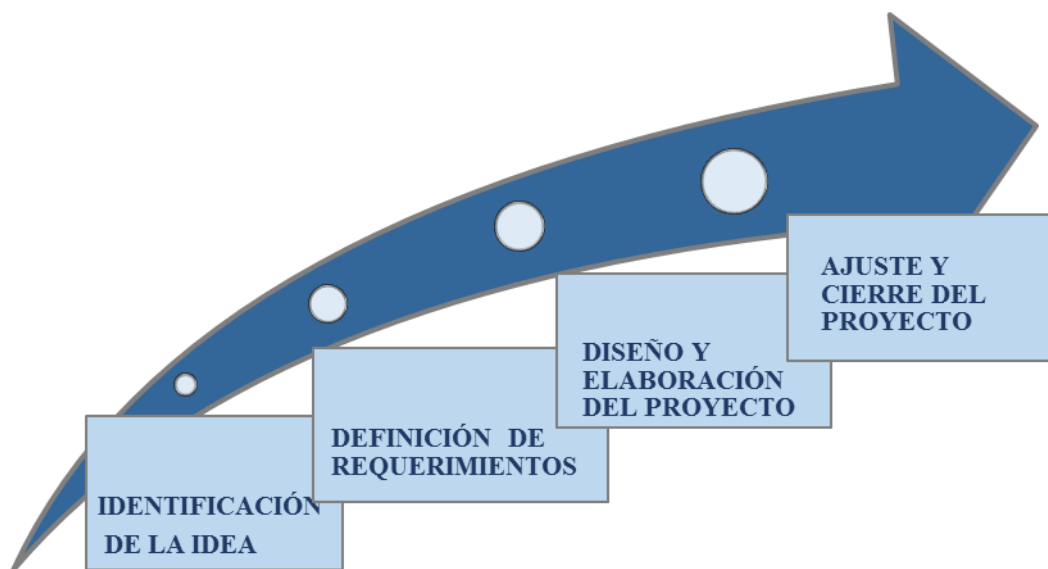 IDENTIFICACIÓN
DE LA IDEA
DEFINICIÓN DE
REQUERIMIENTOS
DISEÑO Y
ELABORACIÓN
DEL PROYECTO
AJUSTE Y
CIERRE DEL
PROYECTO